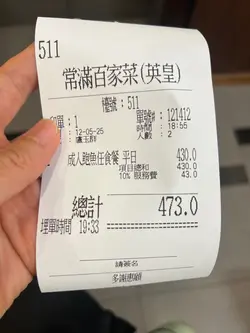 511
常滿百家菜(英皇)
檯號:511
單:1 單號#:121412
:12-05-25 時間:18:55
人數:2
成人鮑魚任食餐 平日 430.0
項目總和 430.0
10% 服務費 43.0
總計 473.0
埋單時間 19:33
請簽名
多謝惠顧